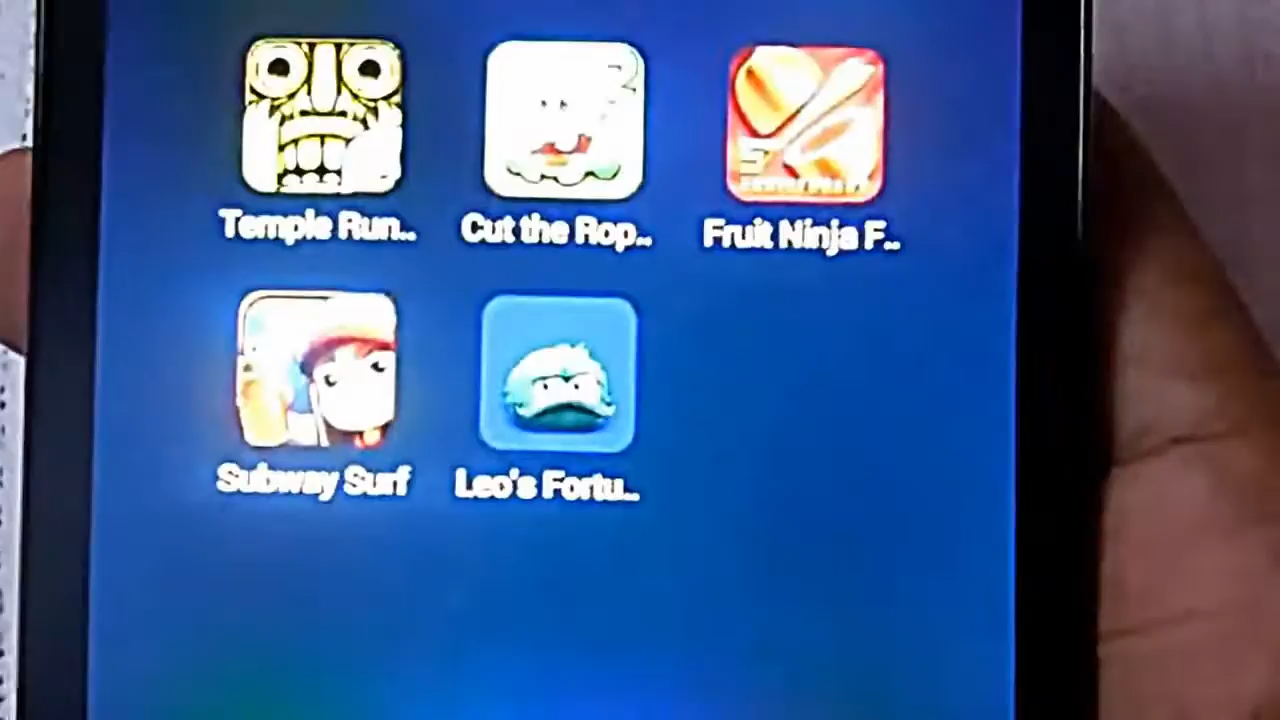 Temple Run..
Cut the Rop..
Fruit Ninja F..
Subway Surf
Leo's Fortu..